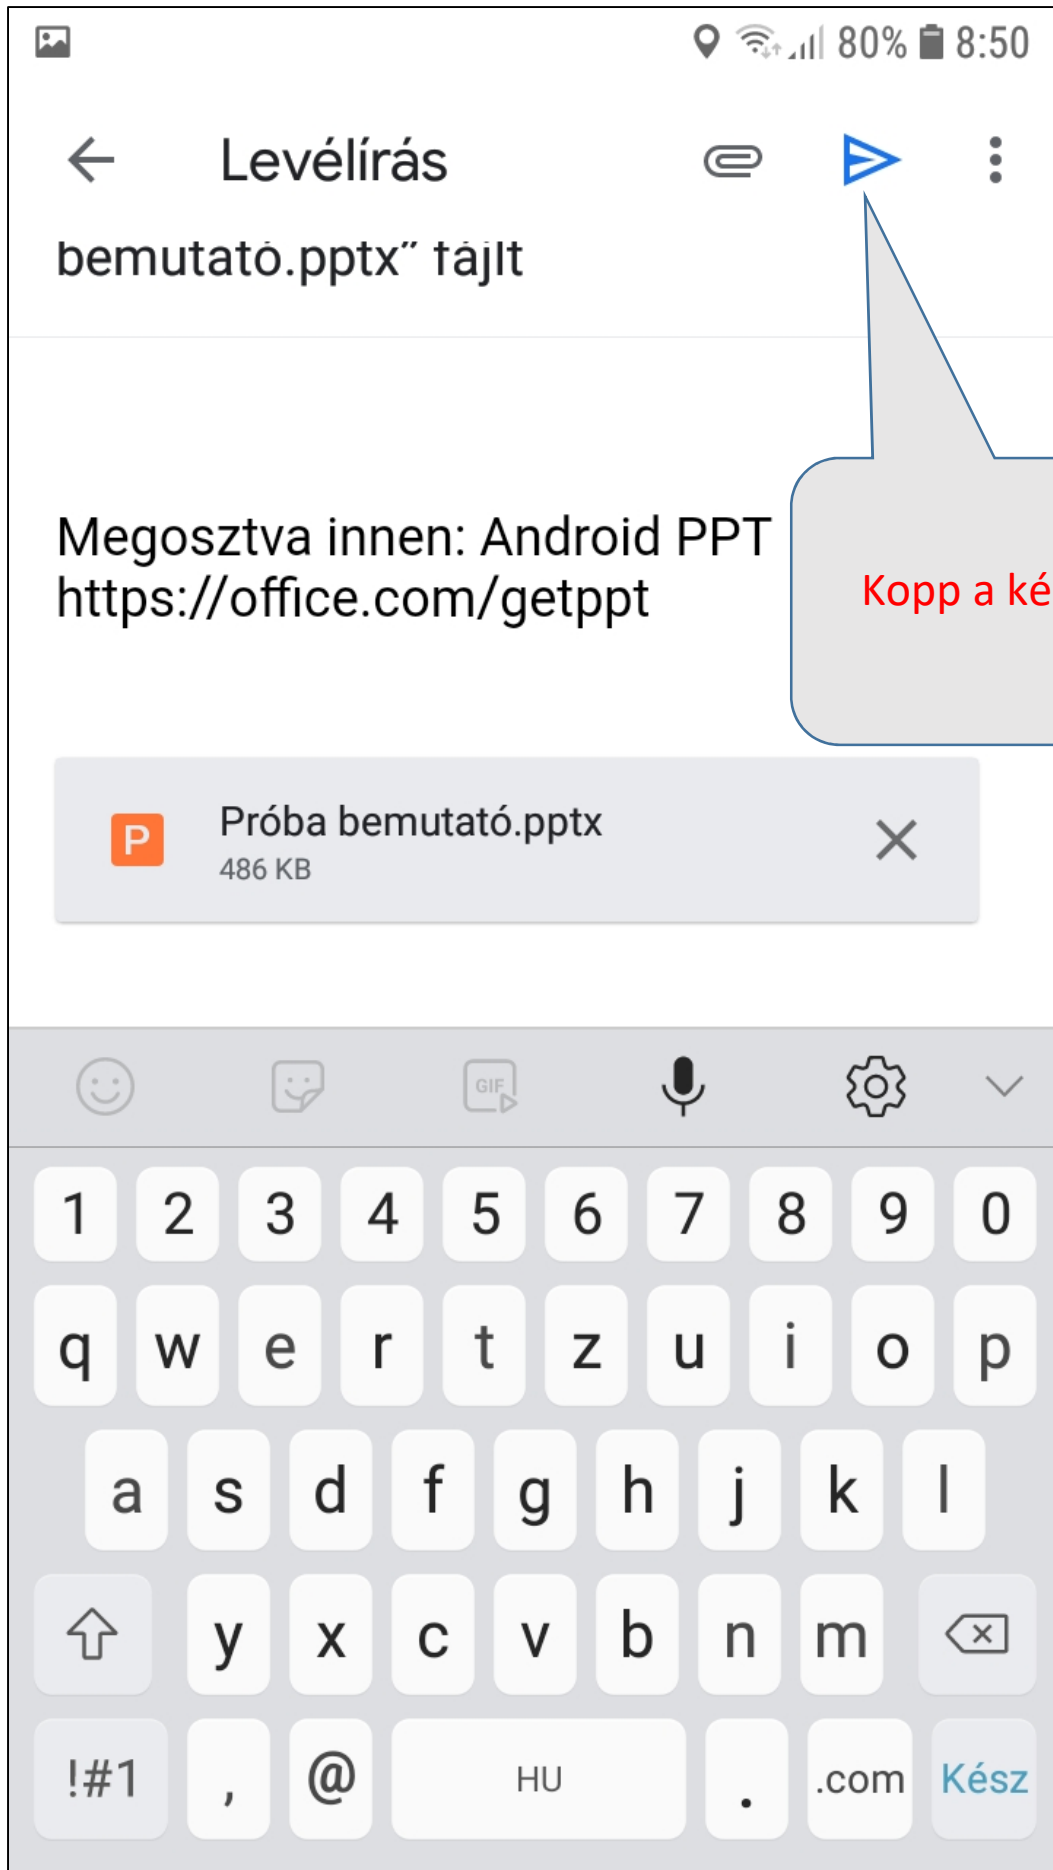 80% 8:50
Levélírás
bemutató.pptx” fájlt
Megosztva innen: Android PPT
https://office.com/getppt
Kopp a ké
P
Próba bemutató.pptx
486 KB
GIF
1 2 3 4 5 6 7 8 9 0
q w e r t z u i o p
a s d f g h j k l
y x c v b n m
!#1 , @ HU . .com Kész